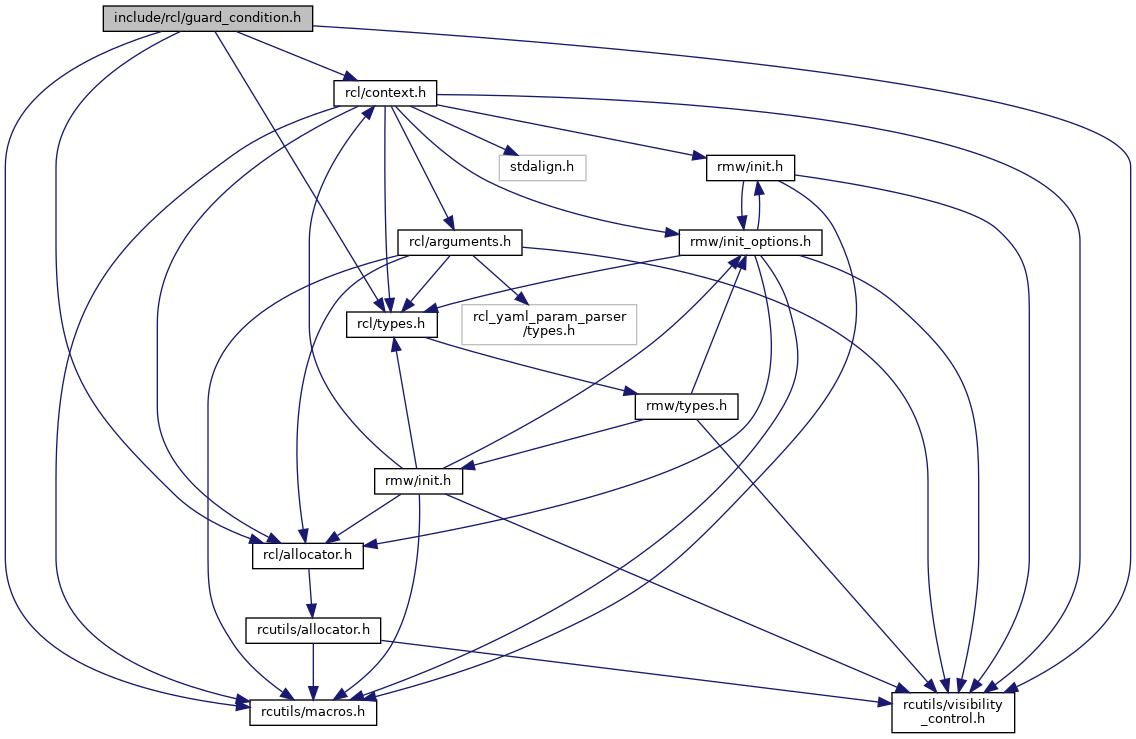 include/rcl/guard_condition.h
rcl/context.h
stdalign.h
rmw/init.h
rcl/arguments.h
rmw/init_options.h
rcl/types.h
rcl_yaml_param_parser
/types.h
rmw/types.h
rmw/init.h
rcl/allocator.h
rcutils/allocator.h
rcutils/macros.h
rcutils/visibility
_control.h